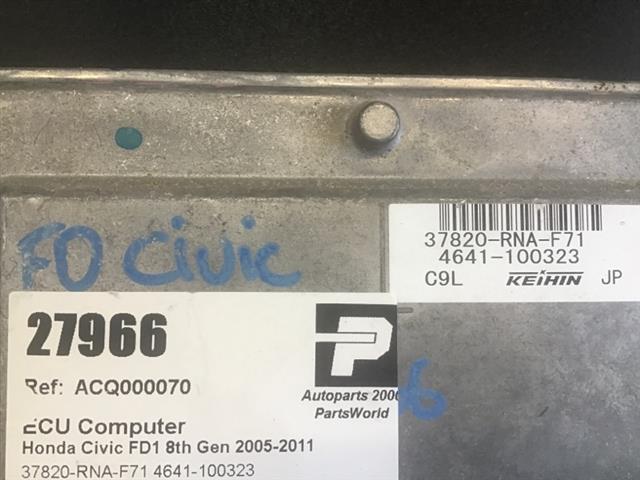 FD Civic
37820-RNA-F71
4641-100323
C9L KEIHIN JP
27966
P
Ref: ACQ000070
Autoparts 2000
PartsWorld
6
ECU Computer
Honda Civic FD1 8th Gen 2005-2011
37820-RNA-F71 4641-100323